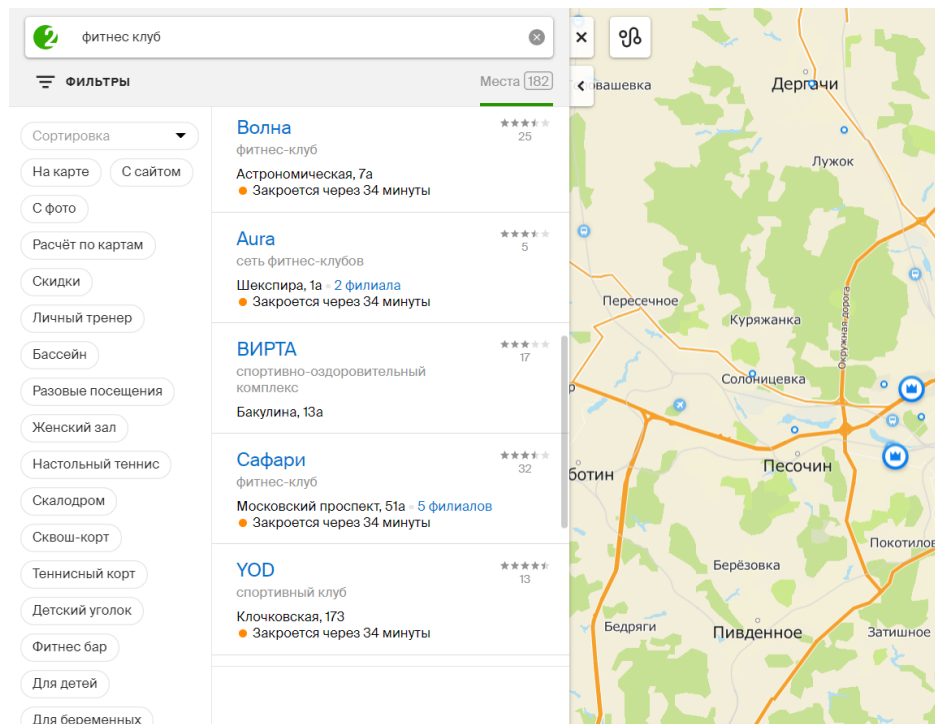 2
фитнес клуб
ФИЛЬТРЫ
Места 182
Сортировка
На карте
С сайтом
С фото
Расчёт по картам
Скидки
Личный тренер
Бассейн
Разовые посещения
Женский зал
Настольный теннис
Скалодром
Сквош-корт
Теннисный корт
Детский уголок
Фитнес бар
Для детей
Для беременных
Волна
25
фитнес-клуб
Астрономическая, 7а
Закроется через 34 минуты
Aura
5
сеть фитнес-клубов
Шекспира, 1а 2 филиала
Закроется через 34 минуты
ВИРТА
17
спортивно-оздоровительный
комплекс
Бакулина, 13а
Сафари
32
фитнес-клуб
Московский проспект, 51а 5 филиалов
Закроется через 34 минуты
YOD
13
спортивный клуб
Клочковская, 173
Закроется через 34 минуты
Дергачи
вашевка
Лужок
Пересечное
Куряжанка
Окружная дорога
Солоницевка
Песочин
ботин
Покотилов
Берёзовка
Бедряги
Пивденное
Затишное